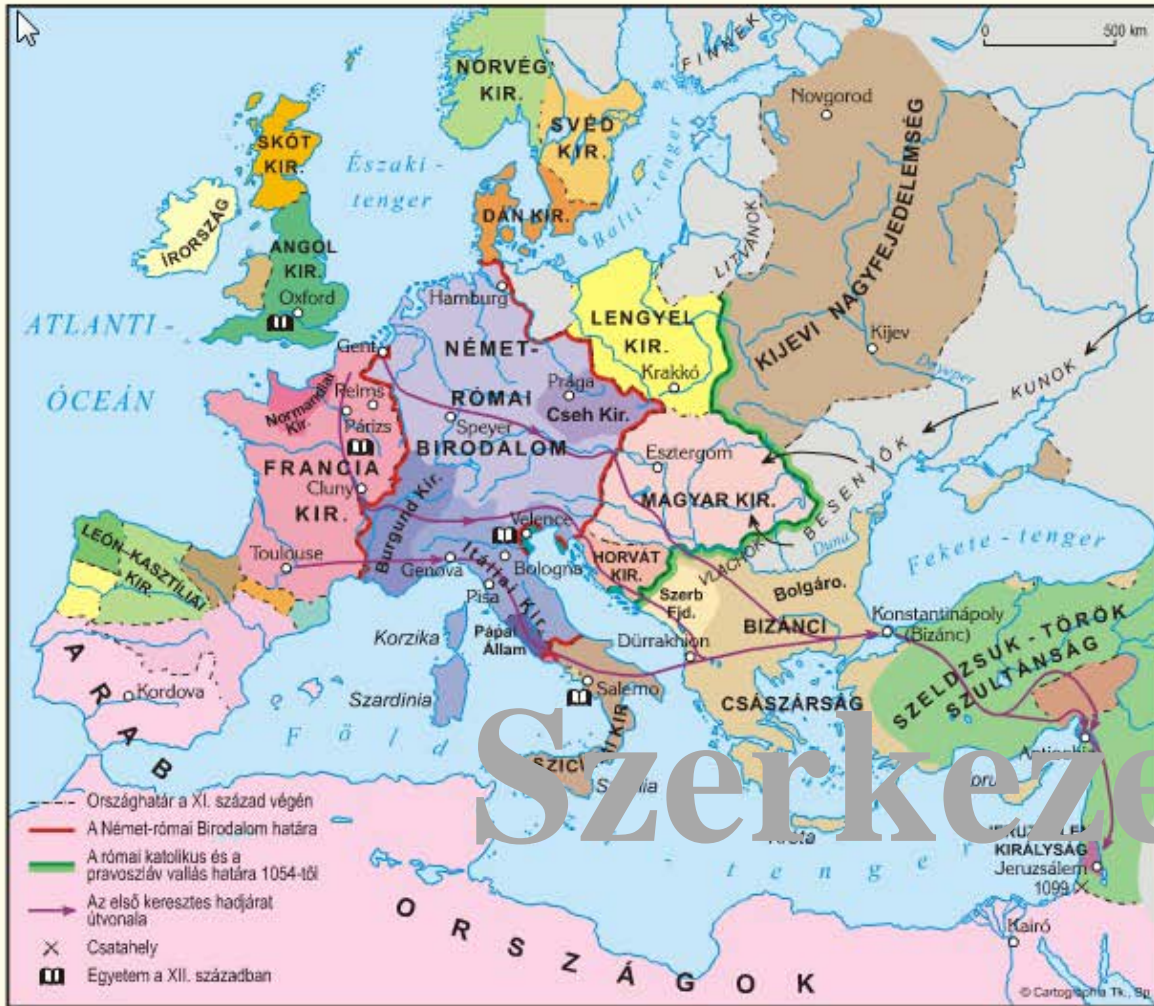 0 500 km
FINNEK
NORVÉG
KIR.
SVÉD
KIR.
Novgorod
SKÓT
KIR.
Északi-
tenger
Balti-tenger
DÁN KIR.
ÍRORSZÁG
ANGOL
KIR.
Oxford
LITVÁNOK
KIJEVI NAGYFEJEDELEMSÉG
Hamburg
ATLANTI-
ÓCEÁN
LENGYEL
KIR.
Krakkó
Kijev
Dnyeper
KUNOK
Gent
NÉMET-
RÓMAI
BIRODALOM
Prága
Cseh Kir.
Reims
Normandiai
Kir.
Párizs
Speyer
Esztergom
MAGYAR KIR.
BESENYŐK
FRANCIA
KIR.
Cluny
Burgund Kir.
Velence
HORVÁT
KIR.
VLACHOK
Duna
Fekete-tenger
LEÓN-KASZTÍLIAI
KIR.
Toulouse
Genova
Bologna
Itáliai Kir.
Pisa
Szerb
Fjd.
Bolgáro.
Konstantinápoly
(Bizánc)
BIZÁNCI
CSÁSZÁRSÁG
Korzika
Pápai
Állam
Dürrakhion
SZELDZSUK-TÖRÖK
SZULTÁNSÁG
ARAB
Kordova
Szardínia
Salerno
Föld
Szerkeze
tenger
KIRÁLYSÁG
Jeruzsálem
1099
Kairó
ORSZÁGOK
Országhatár a XI. század végén
A Német-római Birodalom határa
A római katolikus és a
pravoszláv vallás határa 1054-től
Az első keresztes hadjárat
útvonala
Csatahely
Egyetem a XII. században
© Cartographia Tk., Sp